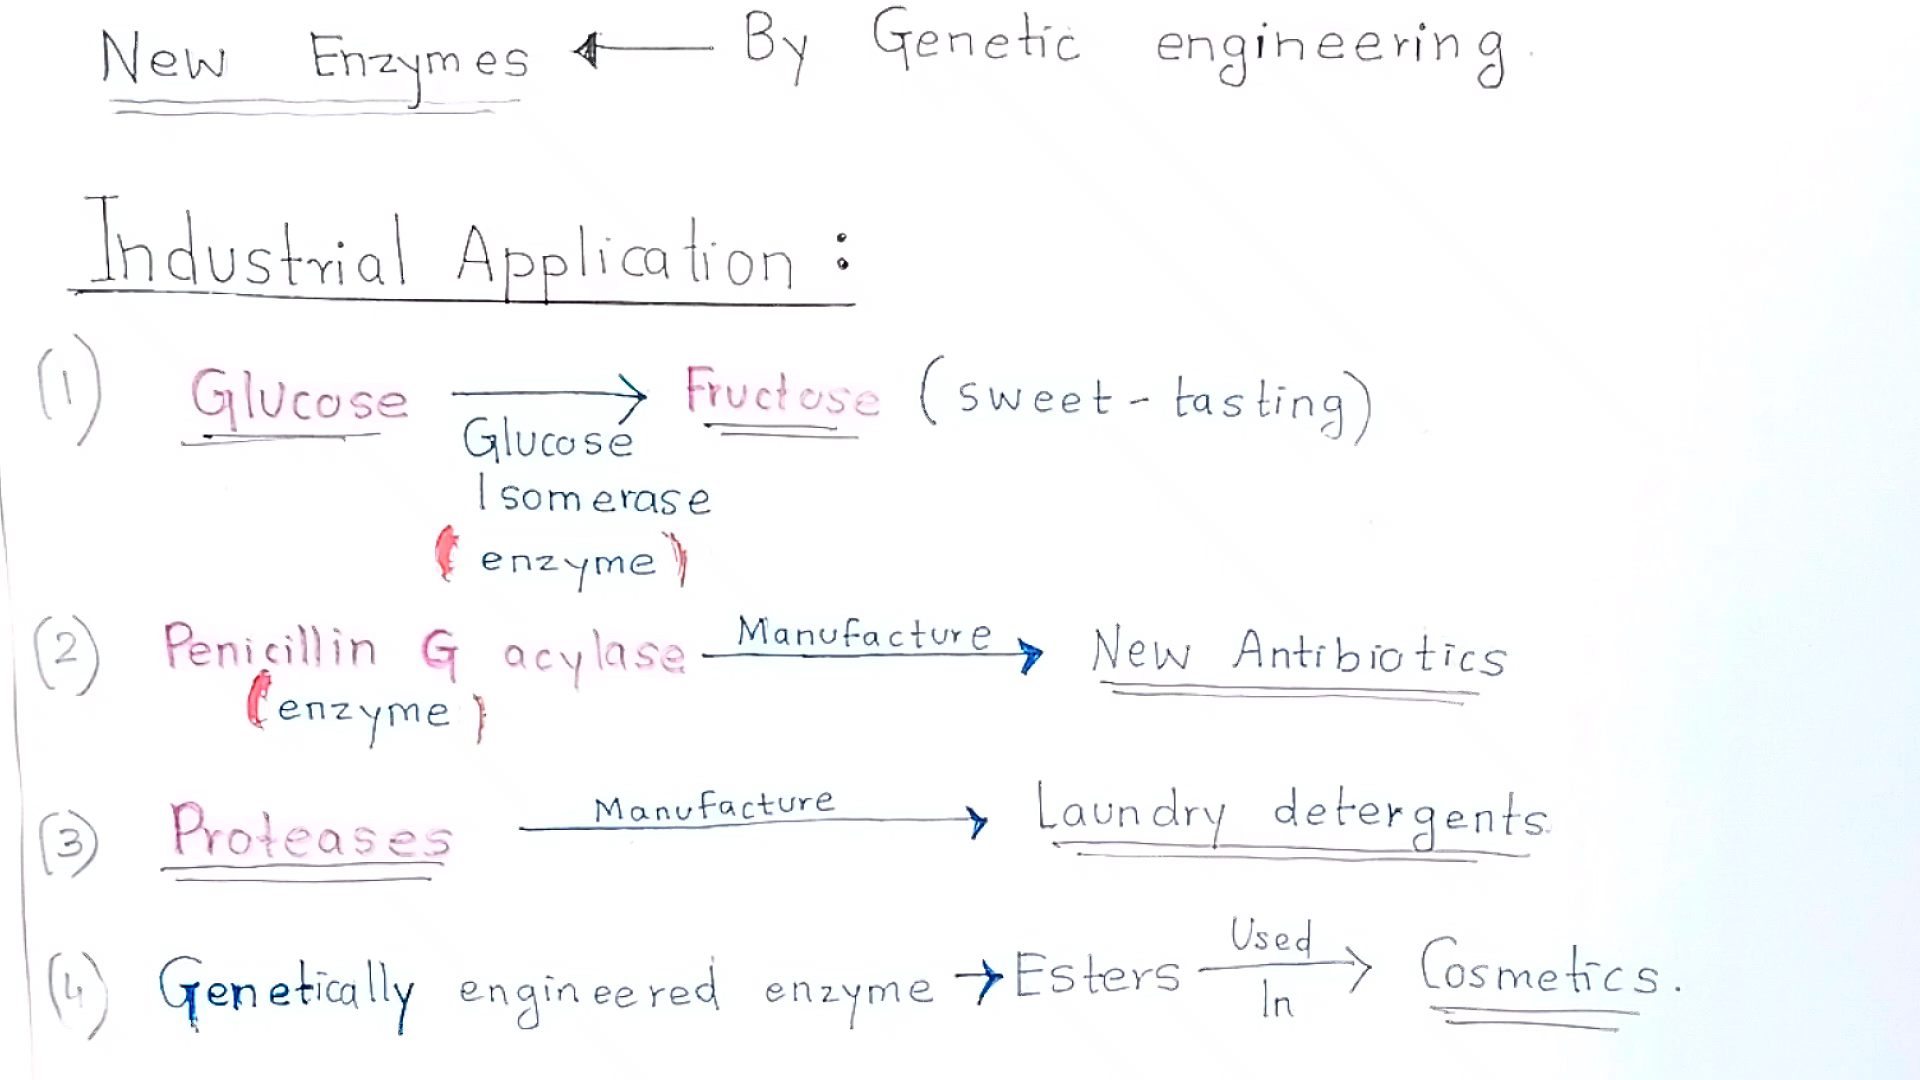 New Enzymes ← By Genetic engineering.
Industrial Application :
(1) Glucose → Fructose (sweet-tasting)
Glucose
Isomerase
(enzyme)
(2) Penicillin G acylase Manufacture → New Antibiotics
(enzyme)
(3) Proteases Manufacture → Laundry detergents.
(4) Genetically engineered enzyme → Esters Used In → Cosmetics.